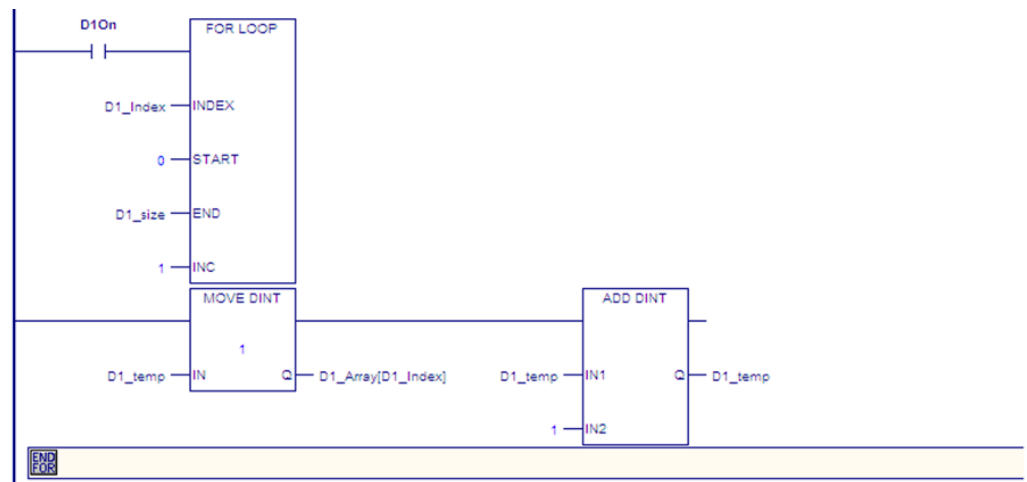 D1On
FOR LOOP
D1_Index INDEX
0 START
D1_size END
1 INC
MOVE DINT ADD DINT
1
D1_temp IN Q D1_Array[D1_Index] D1_temp IN1 Q D1_temp
1 IN2
END
FOR